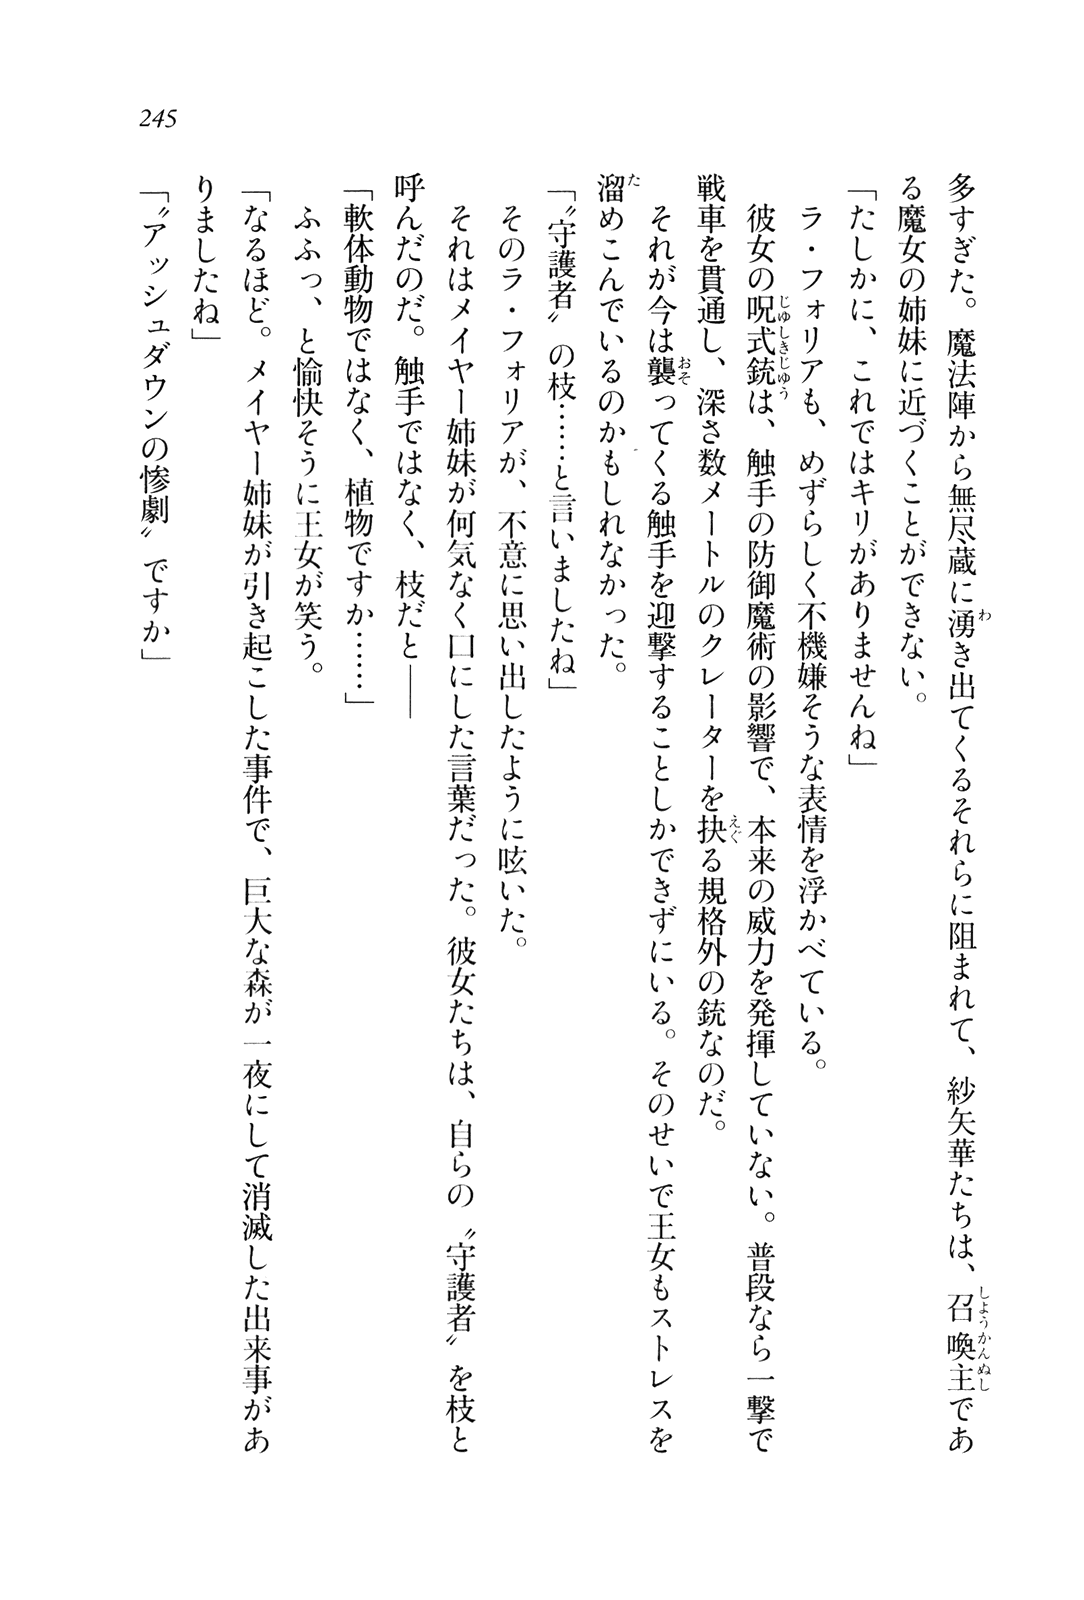 245
多すぎた。魔法陣から無尽蔵に湧き出てくるそれらに阻まれて、紗矢華たちは、召喚主であ
る魔女の姉妹に近づくことができない。
「たしかに、これではキリがありませんね」
　ラ・フォリアも、めずらしく不機嫌そうな表情を浮かべている。
　彼女の呪式銃は、触手の防御魔術の影響で、本来の威力を発揮していない。普段なら一撃で
戦車を貫通し、深さ数メートルのクレーターを抉る規格外の銃なのだ。
　それが今は襲ってくる触手を迎撃することしかできずにいる。そのせいで王女もストレスを
溜めこんでいるのかもしれなかった。
「〝守護者〟の枝……と言いましたね」
　そのラ・フォリアが、不意に思い出したように呟いた。
　それはメイヤー姉妹が何気なく口にした言葉だった。彼女たちは、自らの〝守護者〟を枝と
呼んだのだ。触手ではなく、枝だと――
「軟体動物ではなく、植物ですか……」
　ふふっ、と愉快そうに王女が笑う。
「なるほど。メイヤー姉妹が引き起こした事件で、巨大な森が一夜にして消滅した出来事があ
りましたね」
「〝アッシュダウンの惨劇〟ですか」